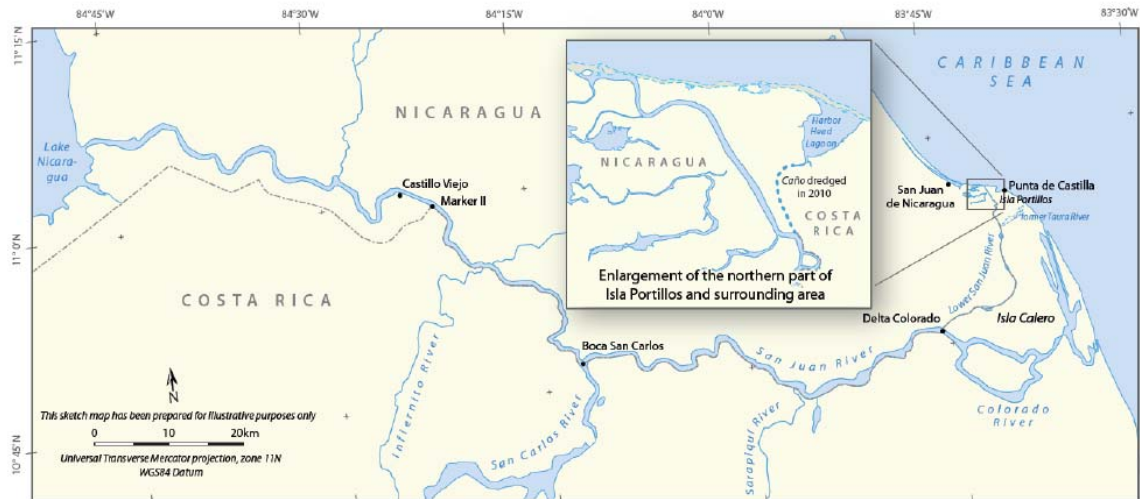 84°45'W
84°30'W
84°15'W
84°0'W
83°45'W
83°30'W
11°15'N
11°0'N
10°45'N
CARIBBEAN
SEA
NICARAGUA
Lake
Nicara-
gua
Castillo Viejo
Marker II
COSTA RICA
Harbor
Head
Lagoon
NICARAGUA
Caño dredged
in 2010
COSTA
RICA
Enlargement of the northern part of
Isla Portillos and surrounding area
San Juan
de Nicaragua
Punta de Castilla
Isla Portillos
former Taura River
Lower San Juan River
Delta Colorado
Isla Calero
Boca San Carlos
San Juan River
Colorado
River
Infiernito River
San Carlos River
Sarapiquí River
N
This sketch map has been prepared for illustrative purposes only
0 10 20km
Universal Transverse Mercator projection, zone 11N
WGS84 Datum